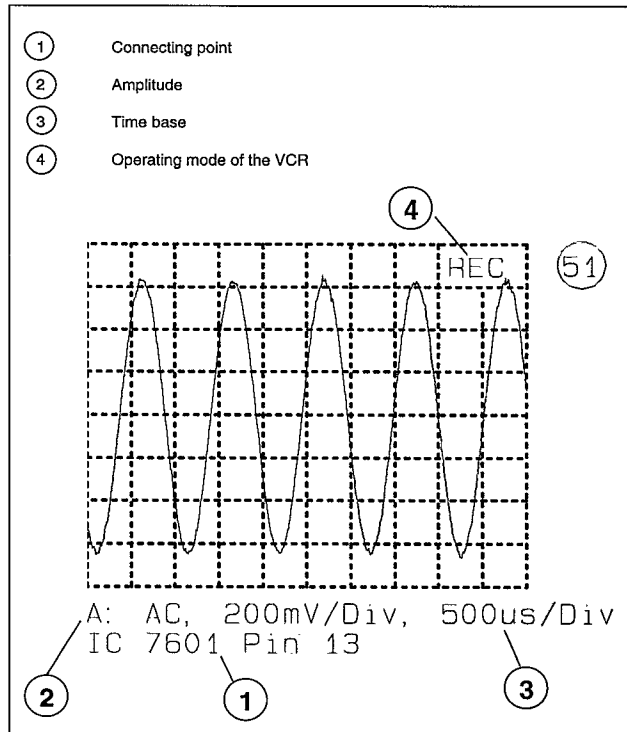 1 Connecting point
2 Amplitude
3 Time base
4 Operating mode of the VCR
4
REC 51
A: AC, 200mV/Div, 500us/Div
IC 7601 Pin 13
2 1 3